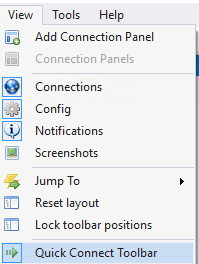 View Tools Help
Add Connection Panel
Connection Panels
Connections
Config
Notifications
Screenshots
Jump To
Reset layout
Lock toolbar positions
Quick Connect Toolbar